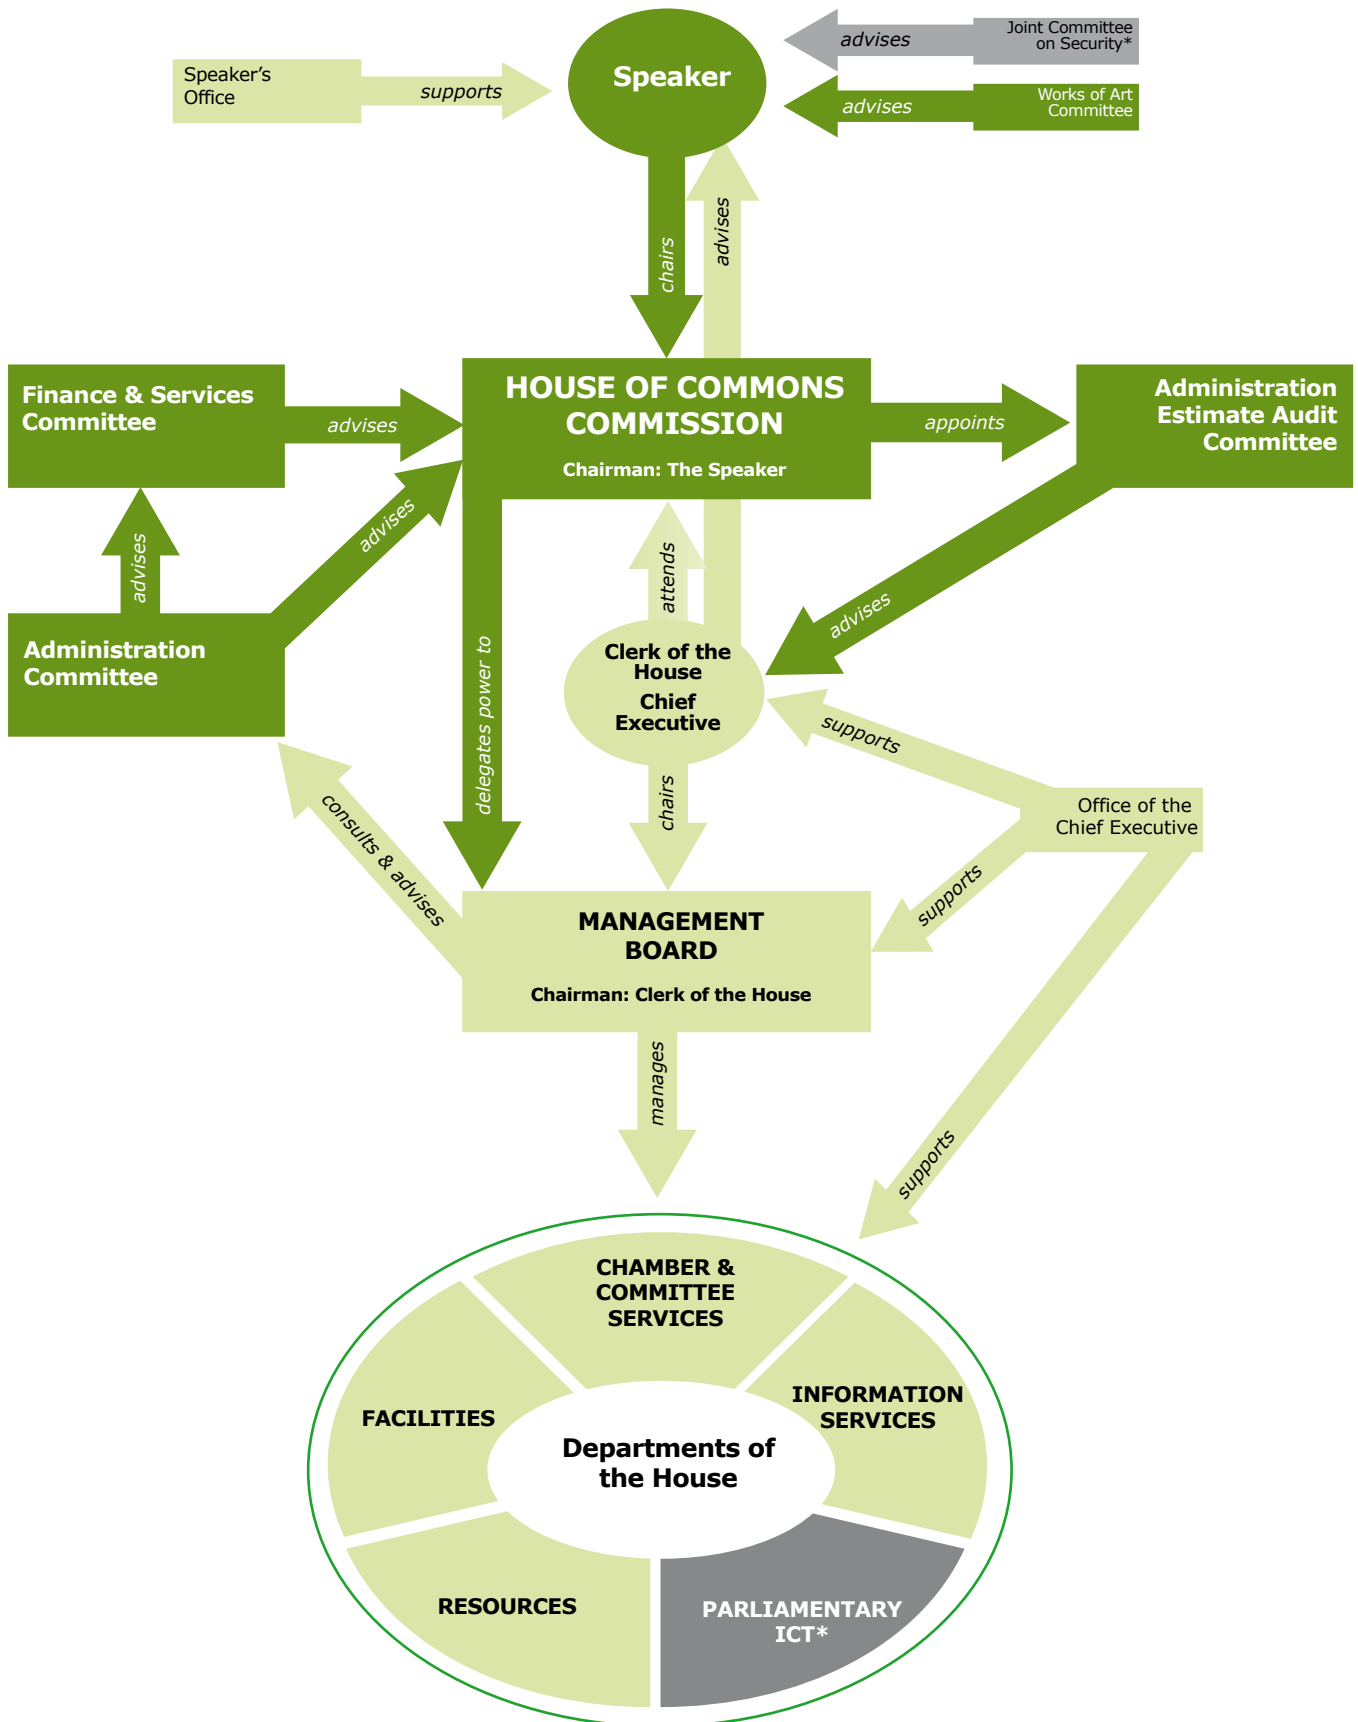 Speaker
Joint Committee
on Security*
advises
Speaker's
Office
supports
Works of Art
Committee
advises
advises
chairs
Finance & Services
Committee
advises
HOUSE OF COMMONS
COMMISSION
Chairman: The Speaker
appoints
Administration
Estimate Audit
Committee
advises
advises
attends
advises
Administration
Committee
delegates power to
Clerk of the
House
Chief
Executive
supports
chairs
Office of the
Chief Executive
consults & advises
supports
MANAGEMENT
BOARD
Chairman: Clerk of the House
manages
supports
CHAMBER &
COMMITTEE
SERVICES
INFORMATION
SERVICES
FACILITIES
Departments of
the House
RESOURCES
PARLIAMENTARY
ICT*